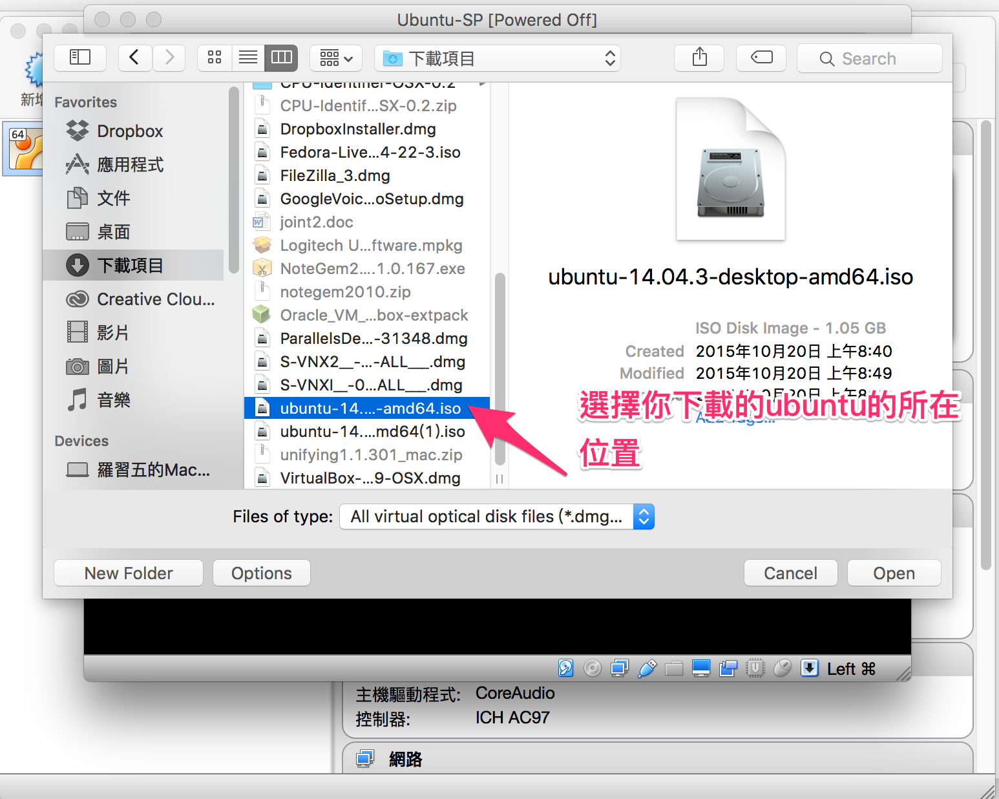 Ubuntu-SP [Powered Off]
下載項目
Search
64
Favorites
Dropbox
應用程式
文件
桌面
下載項目
Creative Clou...
影片
圖片
音樂
Devices
羅習五的Mac...
CPU-Identifier-OSX-0.2
CPU-Identif...SX-0.2.zip
DropboxInstaller.dmg
Fedora-Live...4-22-3.iso
FileZilla_3.dmg
GoogleVoic...oSetup.dmg
joint2.doc
Logitech U...ftware.mpkg
NoteGem2....1.0.167.exe
notegem2010.zip
Oracle_VM_...box-extpack
ParallelsDe...-31348.dmg
S-VNX2__-...-ALL___.dmg
S-VNXI__-0...ALL___.dmg
ubuntu-14....-amd64.iso
ubuntu-14....md64(1).iso
unifying1.1.301_mac.zip
VirtualBox-...9-OSX.dmg
ubuntu-14.04.3-desktop-amd64.iso
ISO Disk Image - 1.05 GB
Created 2015年10月20日 上午8:40
Modified 2015年10月20日 上午8:49
選擇你下載的ubuntu的所在
位置
Files of type: All virtual optical disk files (*.dmg...
New Folder
Options
Cancel
Open
Left ⌘
主機驅動程式: CoreAudio
控制器: ICH AC97
網路